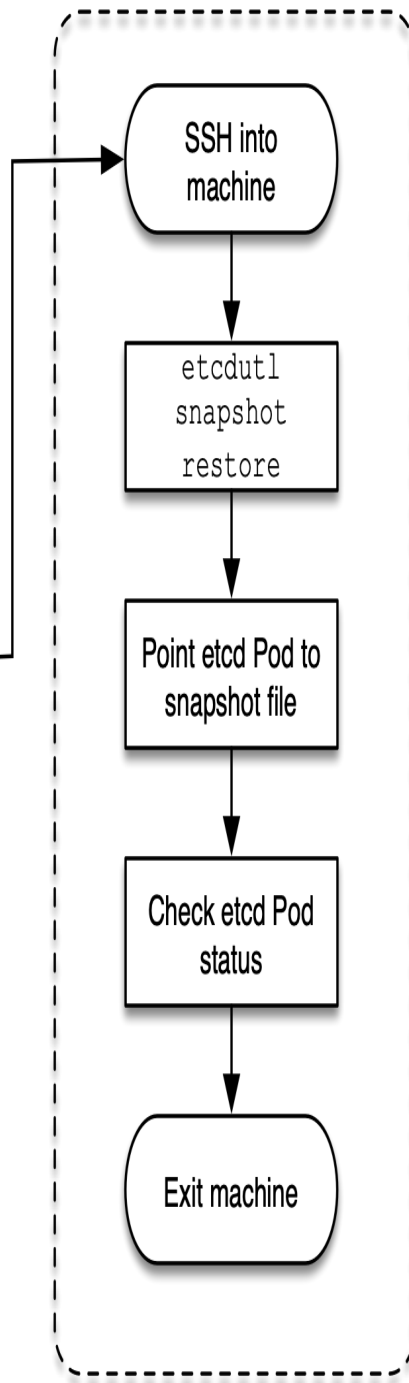 SSH into
machine
etcdutl
snapshot
restore
Point etcd Pod to
snapshot file
Check etcd Pod
status
Exit machine